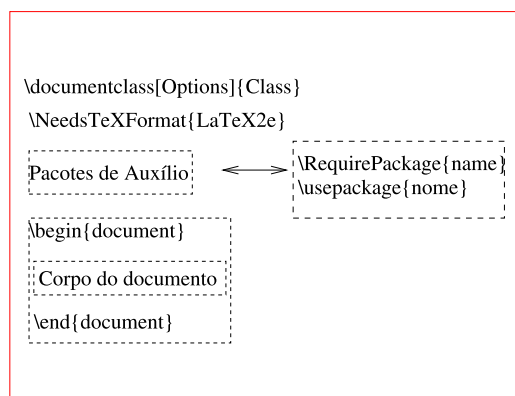 \documentclass[Options]{Class}
\NeedsTeXFormat{LaTeX2e}
Pacotes de Auxílio
\RequirePackage{name}
\usepackage{nome}
\begin{document}
Corpo do documento
\end{document}